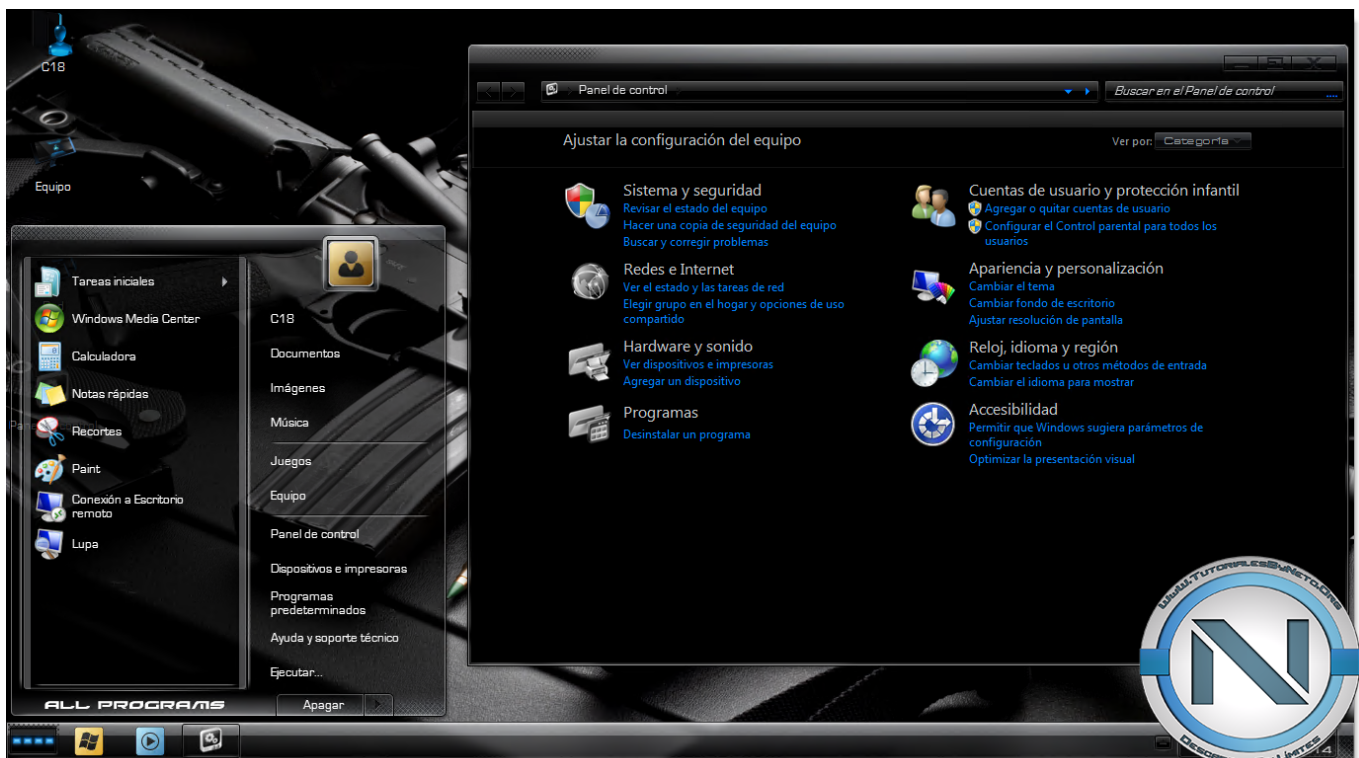 C18
Equipo
Tareas iniciales
Windows Media Center
Calculadora
Notas rápidas
Recortes
Paint
Conexión a Escritorio
remoto
Lupa
ALL PROGRAMS
C18
Documentos
Imágenes
Música
Juegos
Equipo
Panel de control
Dispositivos e impresoras
Programas
predeterminados
Ayuda y soporte técnico
Ejecutar...
Apagar
Panel de control
Buscar en el Panel de control
Ajustar la configuración del equipo
Ver por: Categoría
Sistema y seguridad
Revisar el estado del equipo
Hacer una copia de seguridad del equipo
Buscar y corregir problemas
Redes e Internet
Ver el estado y las tareas de red
Elegir grupo en el hogar y opciones de uso
compartido
Hardware y sonido
Ver dispositivos e impresoras
Agregar un dispositivo
Programas
Desinstalar un programa
Cuentas de usuario y protección infantil
Agregar o quitar cuentas de usuario
Configurar el Control parental para todos los
usuarios
Apariencia y personalización
Cambiar el tema
Cambiar fondo de escritorio
Ajustar resolución de pantalla
Reloj, idioma y región
Cambiar teclados u otros métodos de entrada
Cambiar el idioma para mostrar
Accesibilidad
Permitir que Windows sugiera parámetros de
configuración
Optimizar la presentación visual
Www.TutorialesByNeto.Org
N